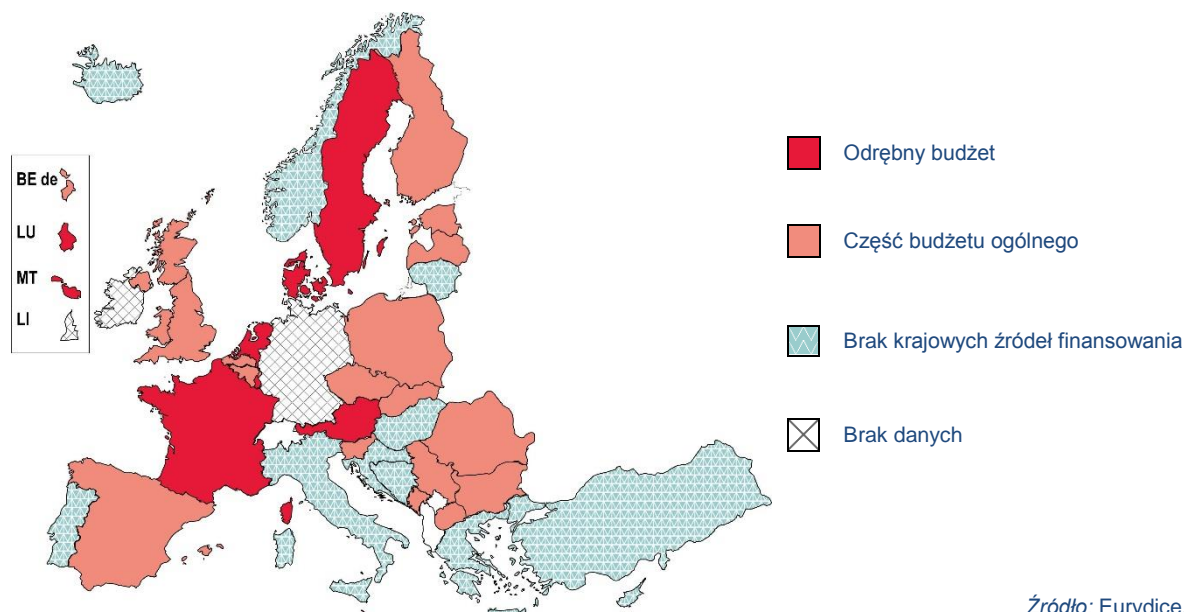 BE de
LU
MT
LI
Odrębny budżet
Część budżetu ogólnego
Brak krajowych źródeł finansowania
Brak danych
Źródło: Eurydice